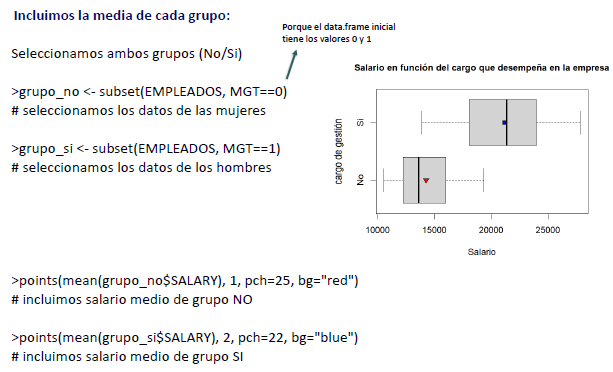 Incluimos la media de cada grupo:
Porque el data.frame inicial
tiene los valores 0 y 1
Seleccionamos ambos grupos (No/Si)
>grupo_no <- subset(EMPLEADOS, MGT==0)
# seleccionamos los datos de las mujeres
>grupo_si <- subset(EMPLEADOS, MGT==1)
# seleccionamos los datos de los hombres
Salario en función del cargo que desempeña en la empresa
cargo de gestión
Si
No
10000 15000 20000 25000
Salario
>points(mean(grupo_no$SALARY), 1, pch=25, bg="red")
# incluimos salario medio de grupo NO
>points(mean(grupo_si$SALARY), 2, pch=22, bg="blue")
# incluimos salario medio de grupo SI